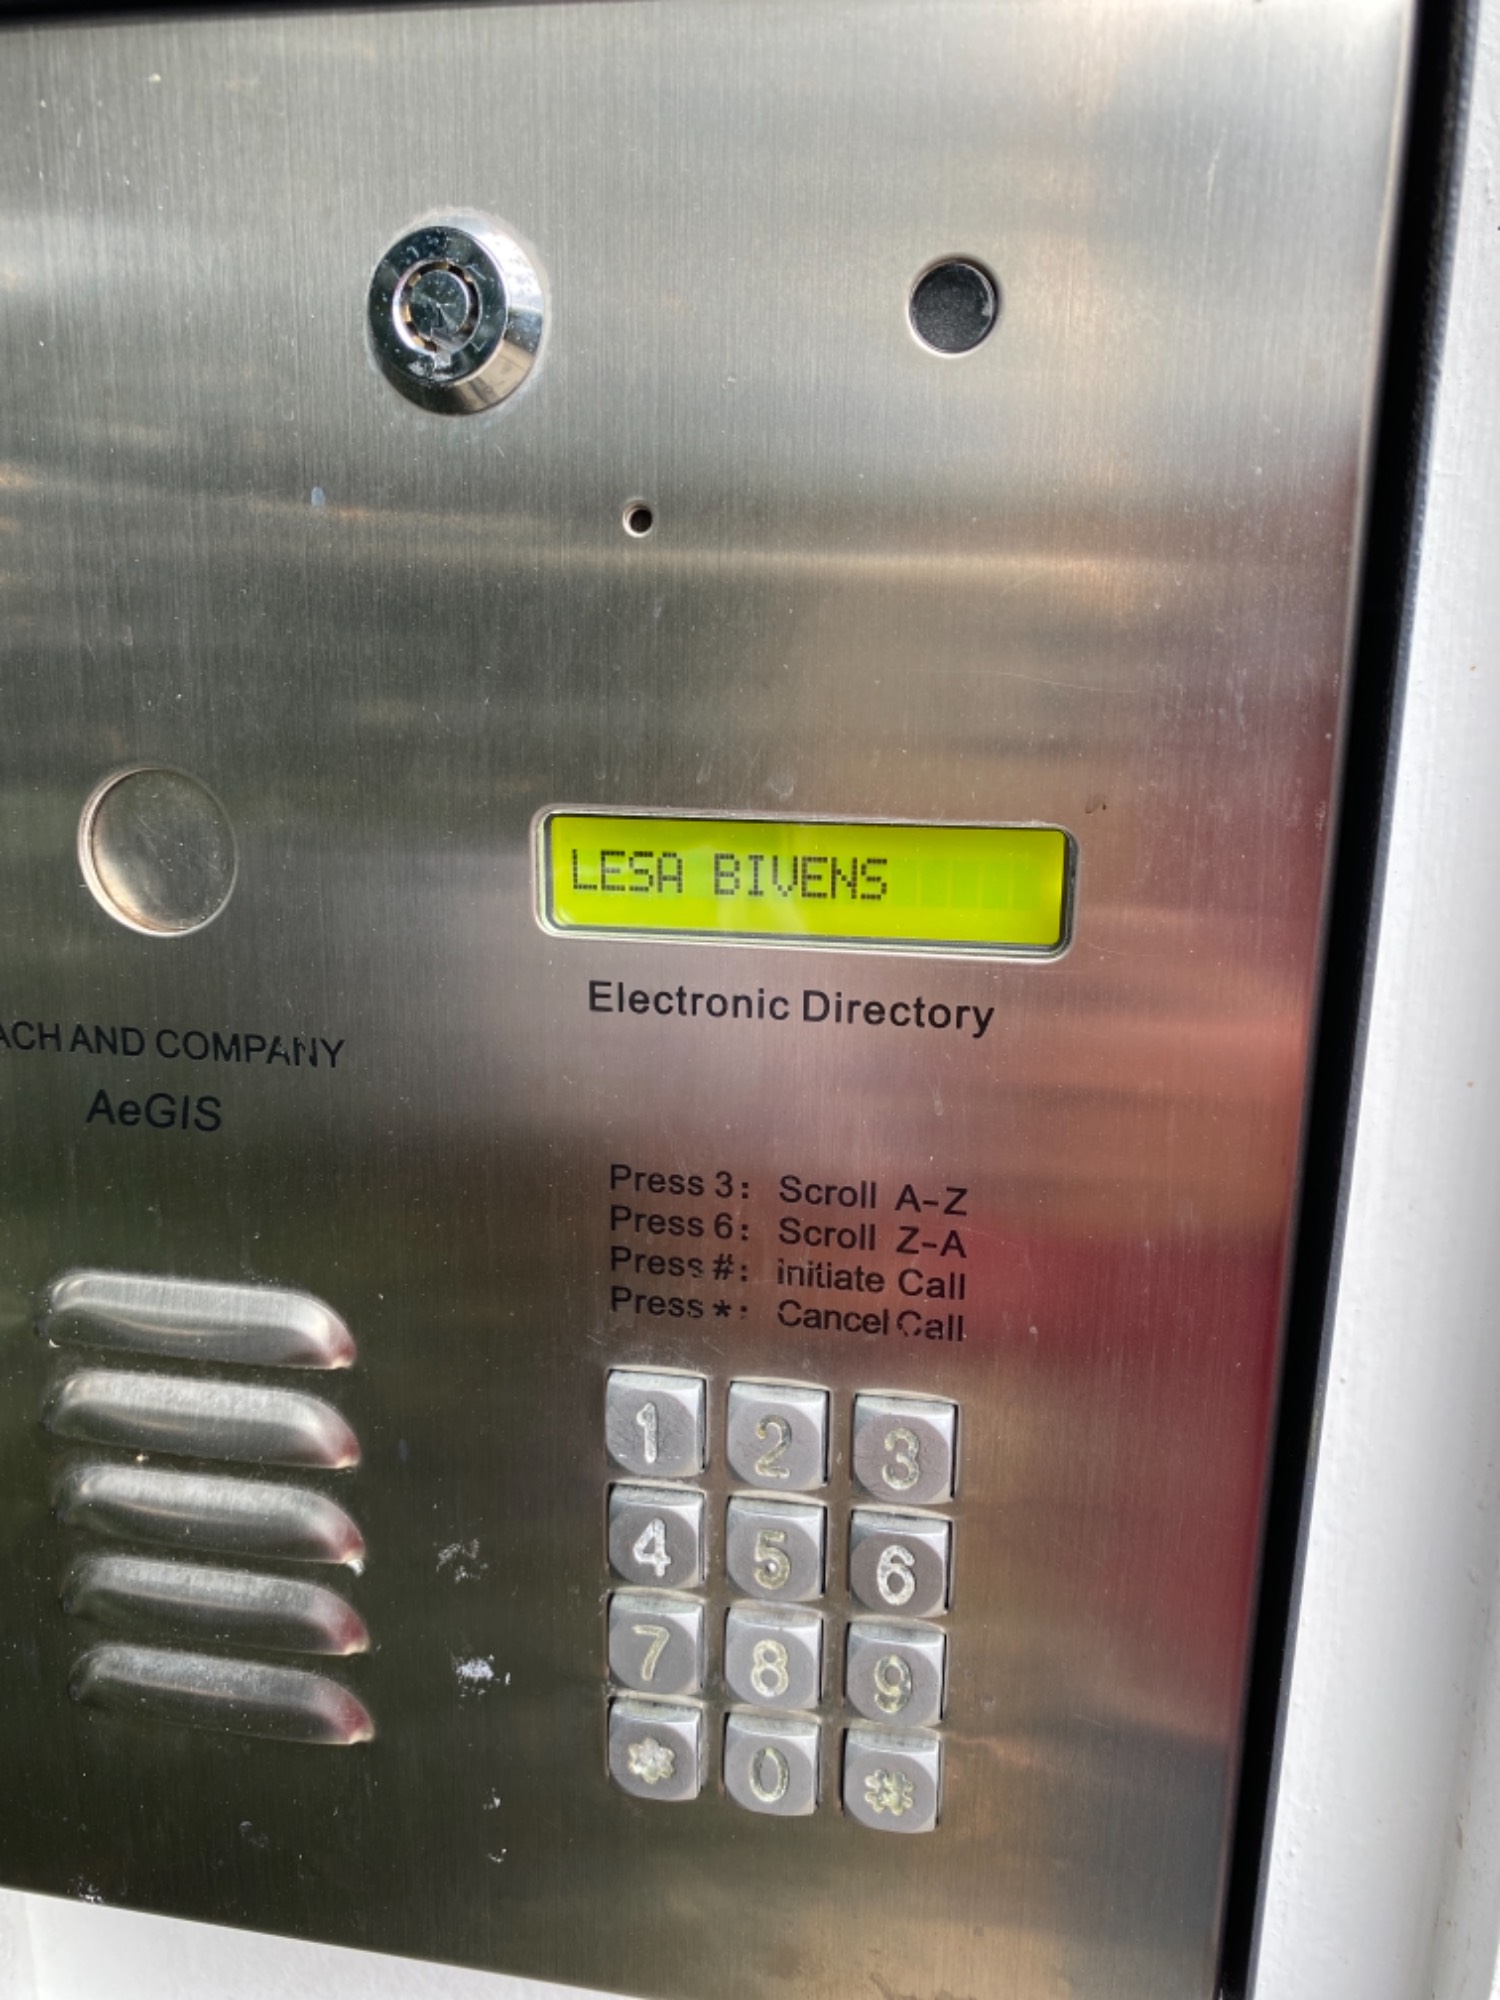 LESA BIVENS
Electronic Directory
ACH AND COMPANY
AeGIS
Press 3: Scroll A-Z
Press 6: Scroll Z-A
Press #: initiate Call
Press *: Cancel Call
1 2 3
4 5 6
7 8 9
* 0 #